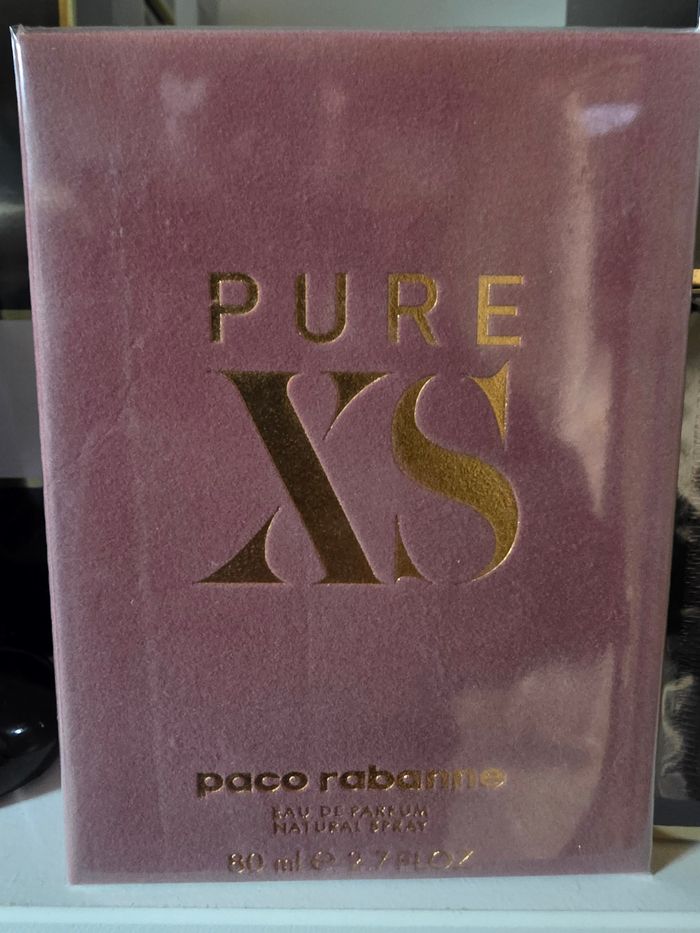 PURE
XS
paco rabanne
EAU DE PARFUM
NATURAL SPRAY
80 ml ℮ 2.7 FL OZ